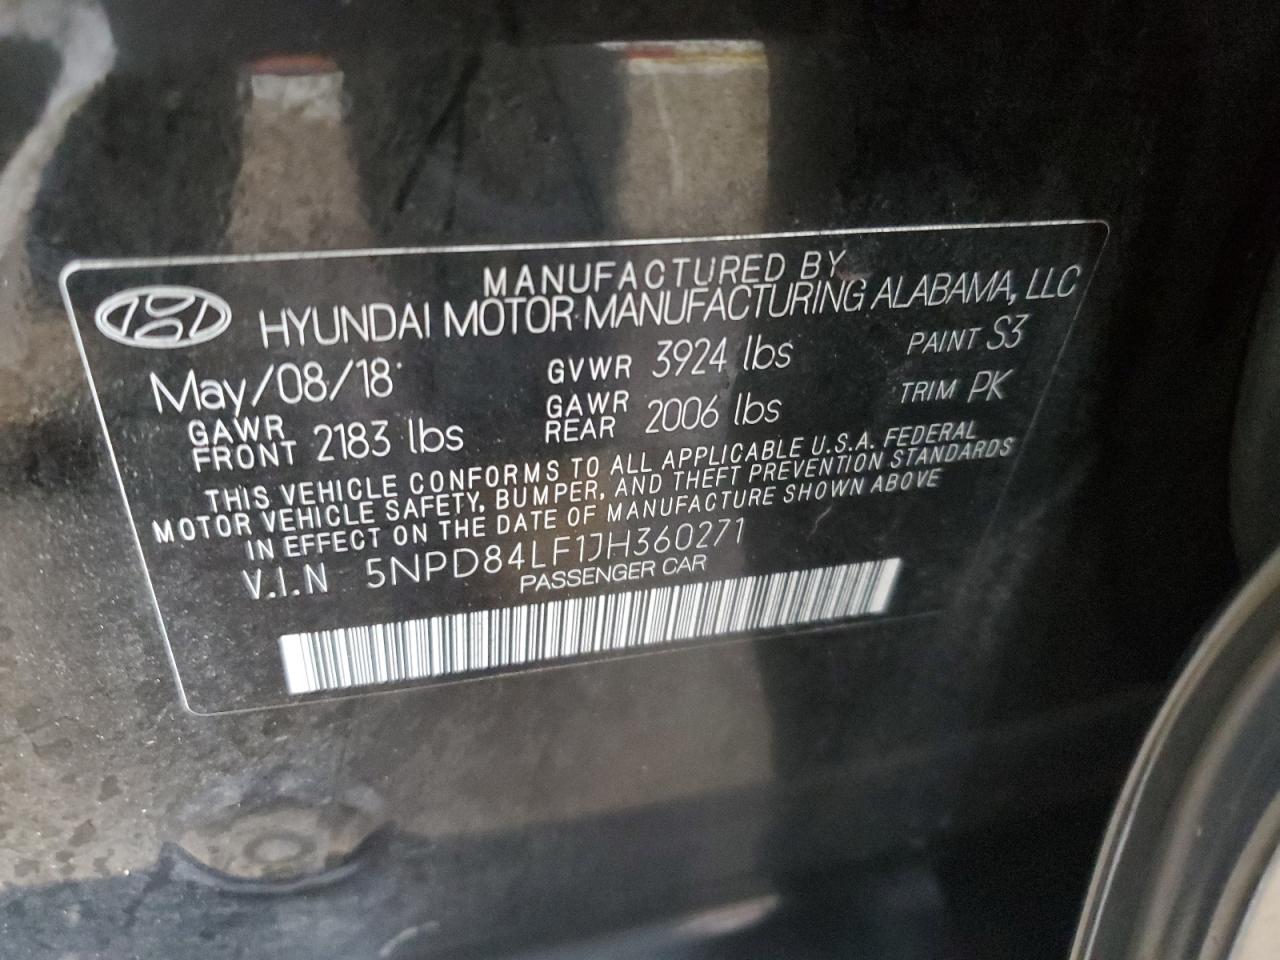 MANUFACTURED BY
HYUNDAI MOTOR MANUFACTURING ALABAMA, LLC
May/08/18 GVWR 3924 lbs PAINT S3
GAWR FRONT 2183 lbs GAWR REAR 2006 lbs TRIM PK
THIS VEHICLE CONFORMS TO ALL APPLICABLE U.S.A. FEDERAL
MOTOR VEHICLE SAFETY, BUMPER, AND THEFT PREVENTION STANDARDS
IN EFFECT ON THE DATE OF MANUFACTURE SHOWN ABOVE
V.I.N 5NPD84LF1JH360271
PASSENGER CAR